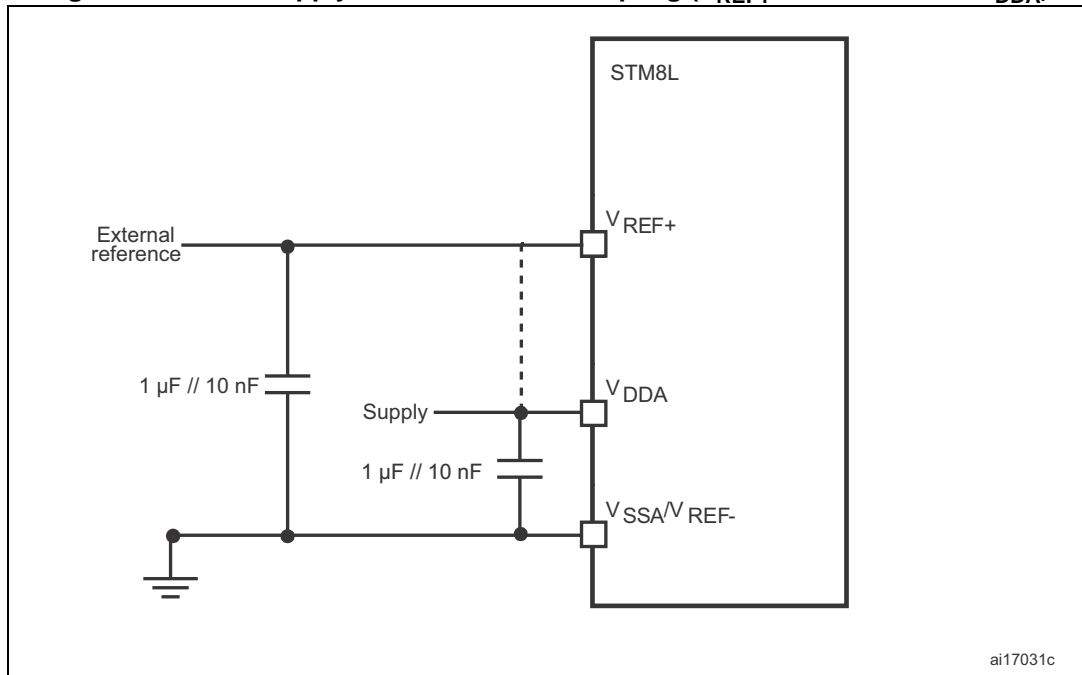 STM8L
VREF+
External
reference
1 µF // 10 nF
VDDA
Supply
1 µF // 10 nF
VSSA/VREF-
ai17031c